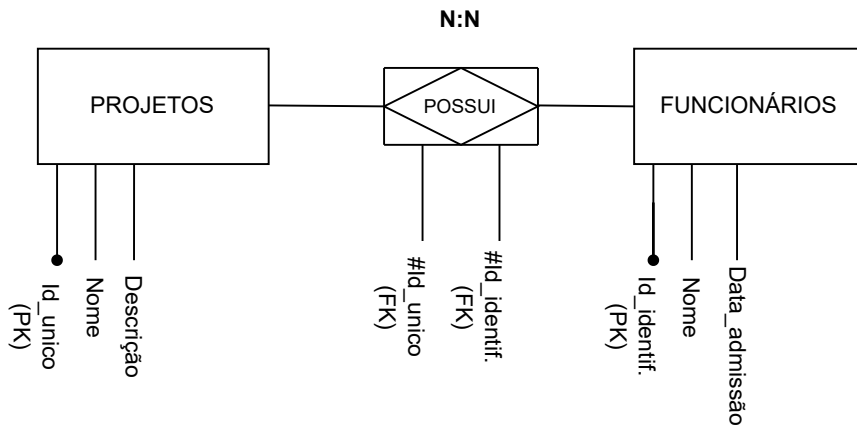 N:N
PROJETOS
POSSUI
FUNCIONÁRIOS
Id_unico
(PK)
Nome
Descrição
#Id_unico
(FK)
#Id_identif.
(FK)
Id_identif.
(PK)
Nome
Data_admissão